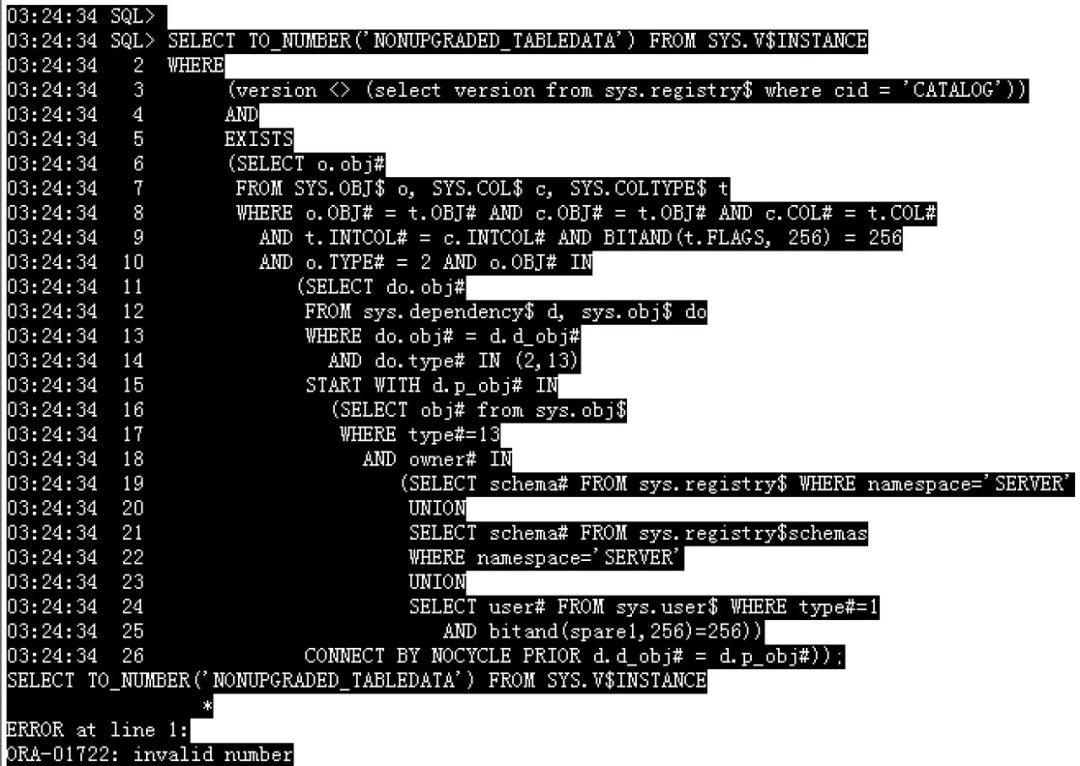 03:24:34 SQL>
03:24:34 SQL> SELECT TO_NUMBER('NONUPGRADED_TABLEDATA') FROM SYS.V$INSTANCE
03:24:34   2  WHERE
03:24:34   3       (version <> (select version from sys.registry$ where cid = 'CATALOG'))
03:24:34   4       AND
03:24:34   5       EXISTS
03:24:34   6       (SELECT o.obj#
03:24:34   7        FROM SYS.OBJ$ o, SYS.COL$ c, SYS.COLTYPE$ t
03:24:34   8        WHERE o.OBJ# = t.OBJ# AND c.OBJ# = t.OBJ# AND c.COL# = t.COL#
03:24:34   9          AND t.INTCOL# = c.INTCOL# AND BITAND(t.FLAGS, 256) = 256
03:24:34  10          AND o.TYPE# = 2 AND o.OBJ# IN
03:24:34  11             (SELECT do.obj#
03:24:34  12              FROM sys.dependency$ d, sys.obj$ do
03:24:34  13              WHERE do.obj# = d.d_obj#
03:24:34  14                AND do.type# IN (2,13)
03:24:34  15              START WITH d.p_obj# IN
03:24:34  16                (SELECT obj# from sys.obj$
03:24:34  17                 WHERE type#=13
03:24:34  18                   AND owner# IN
03:24:34  19                      (SELECT schema# FROM sys.registry$ WHERE namespace='SERVER'
03:24:34  20                       UNION
03:24:34  21                       SELECT schema# FROM sys.registry$schemas
03:24:34  22                       WHERE namespace='SERVER'
03:24:34  23                       UNION
03:24:34  24                       SELECT user# FROM sys.user$ WHERE type#=1
03:24:34  25                          AND bitand(spare1,256)=256))
03:24:34  26              CONNECT BY NOCYCLE PRIOR d.d_obj# = d.p_obj#));
SELECT TO_NUMBER('NONUPGRADED_TABLEDATA') FROM SYS.V$INSTANCE
                 *
ERROR at line 1:
ORA-01722: invalid number